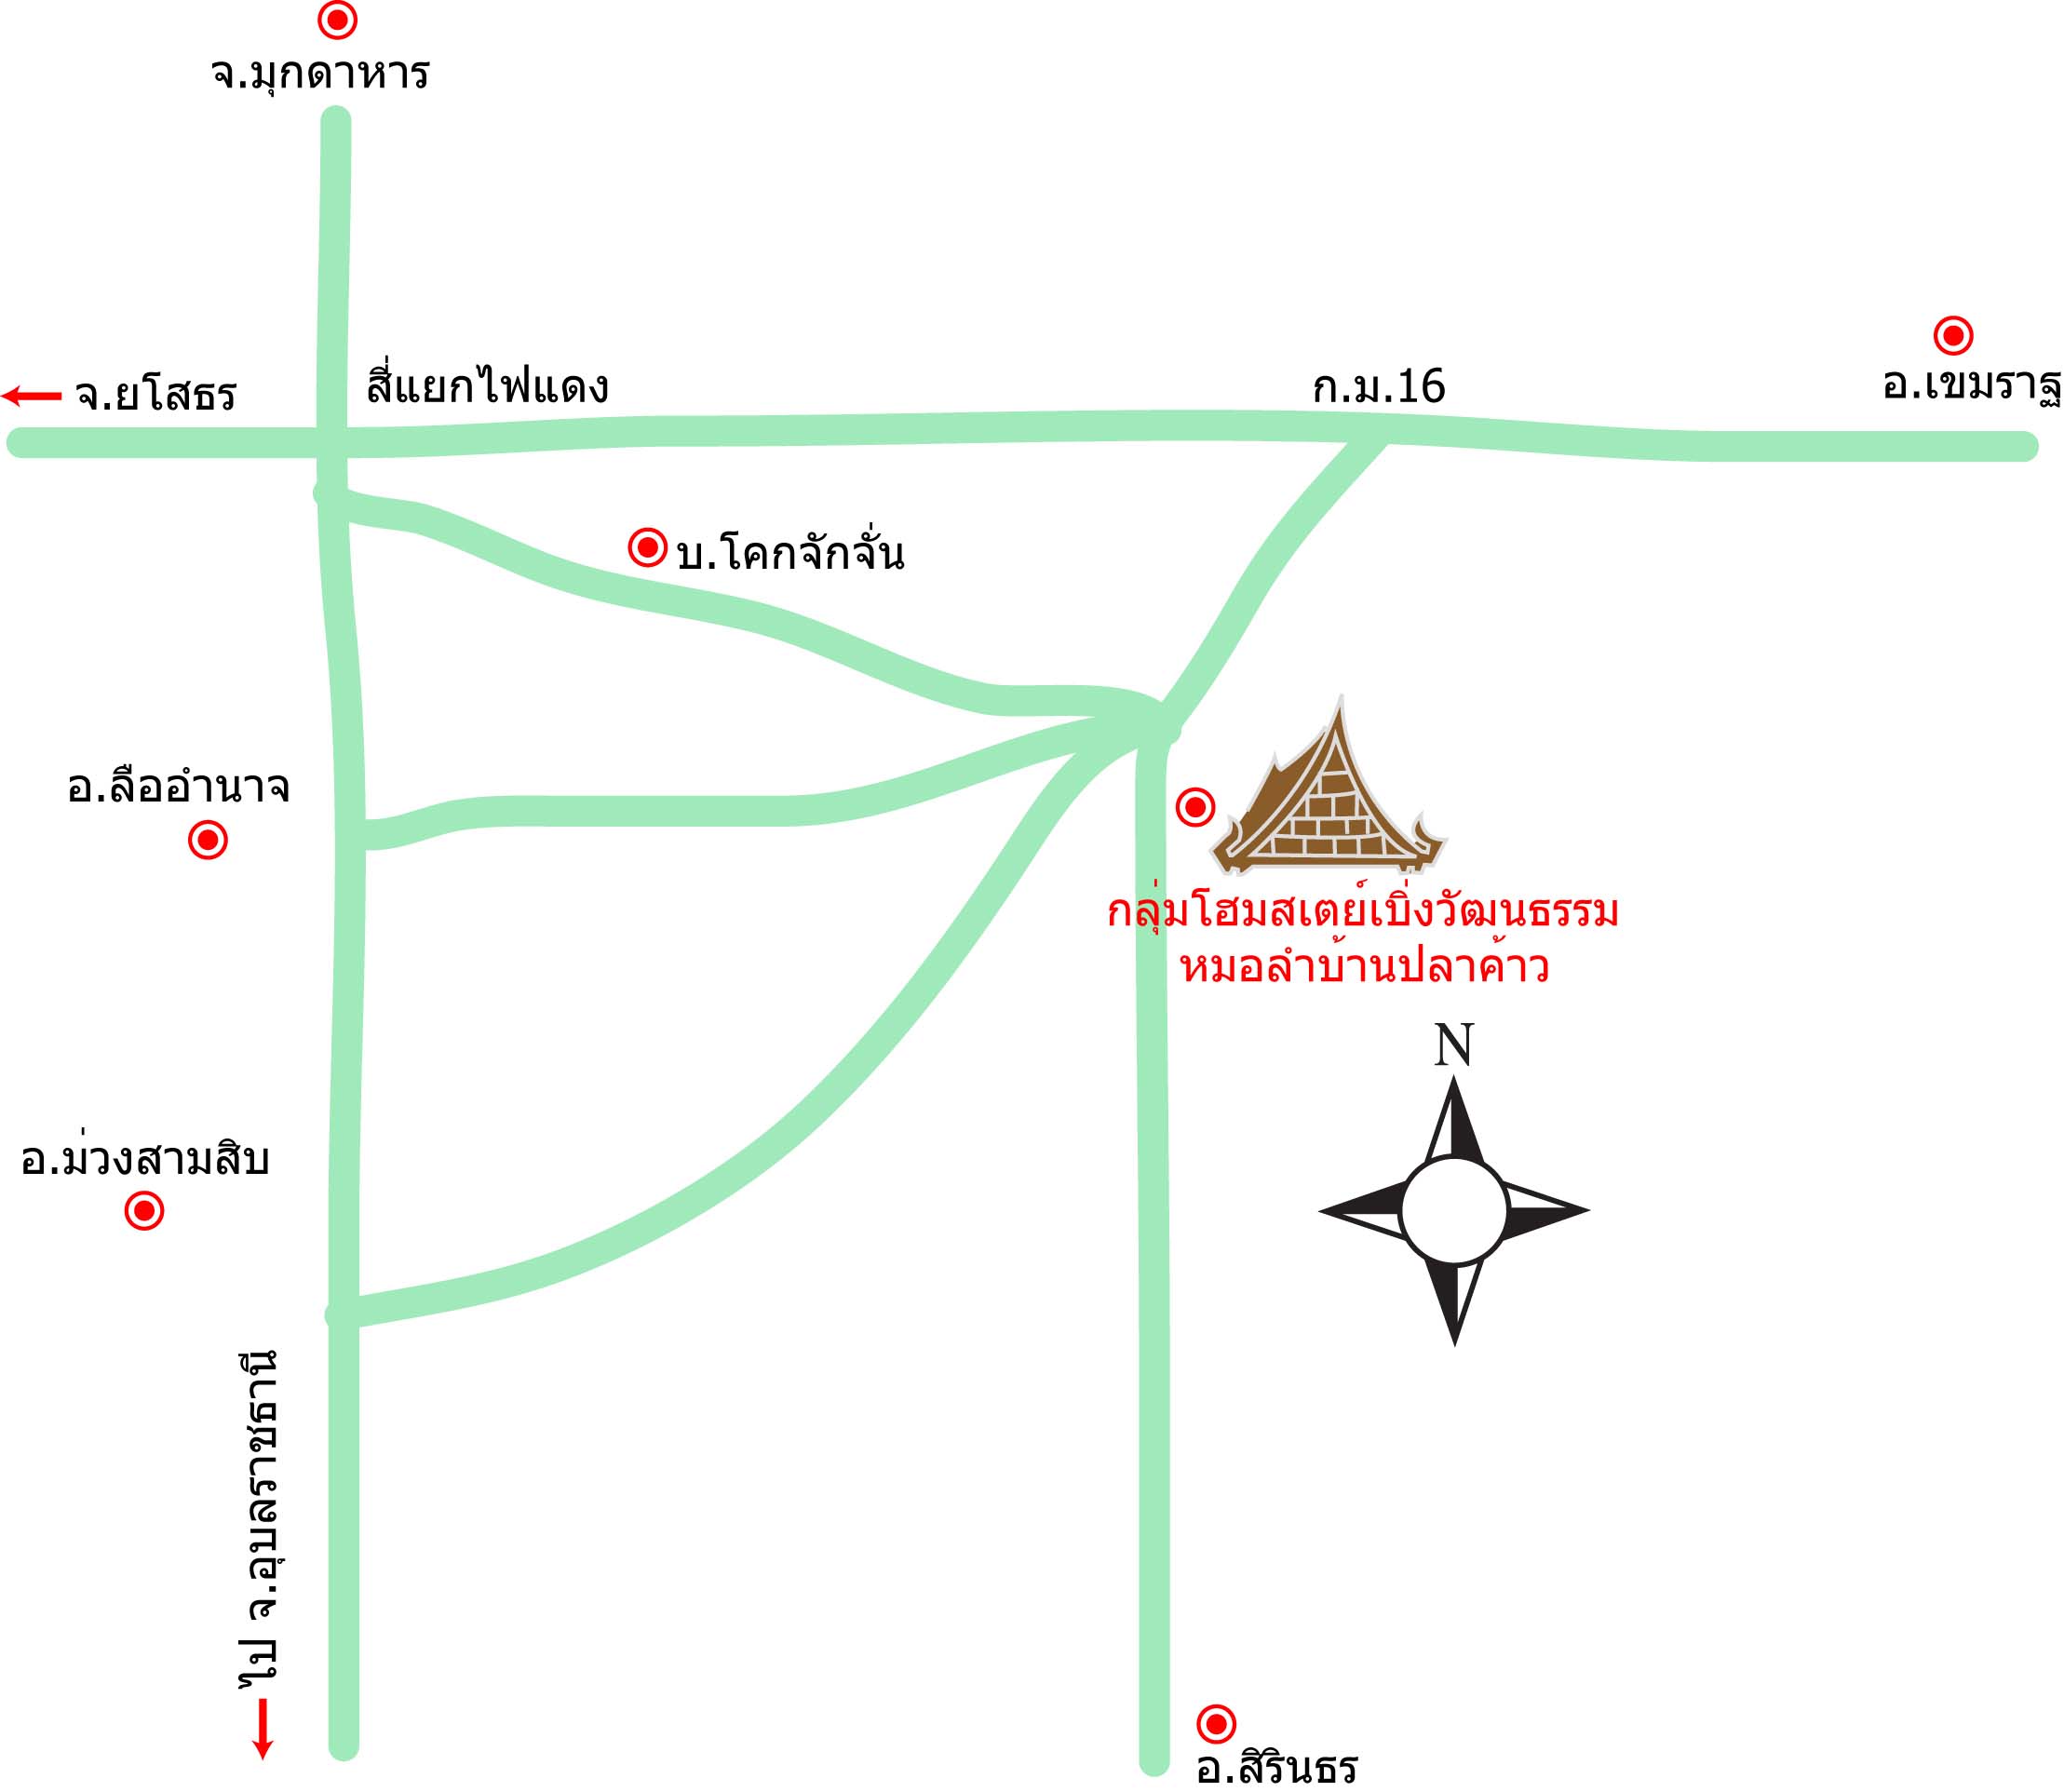 จ.มุกดาหาร
จ.ยโสธร
สี่แยกไฟแดง
ก.ม.16
อ.เขมราฐ
บ.โคกจักจั่น
อ.ลืออำนาจ
กลุ่มโฮมสเตย์เบิ่งวัฒนธรรม
หมอลำบ้านปลาค้าว
N
อ.ม่วงสามสิบ
ไป จ.อุบลราชธานี
อ.สิรินธร